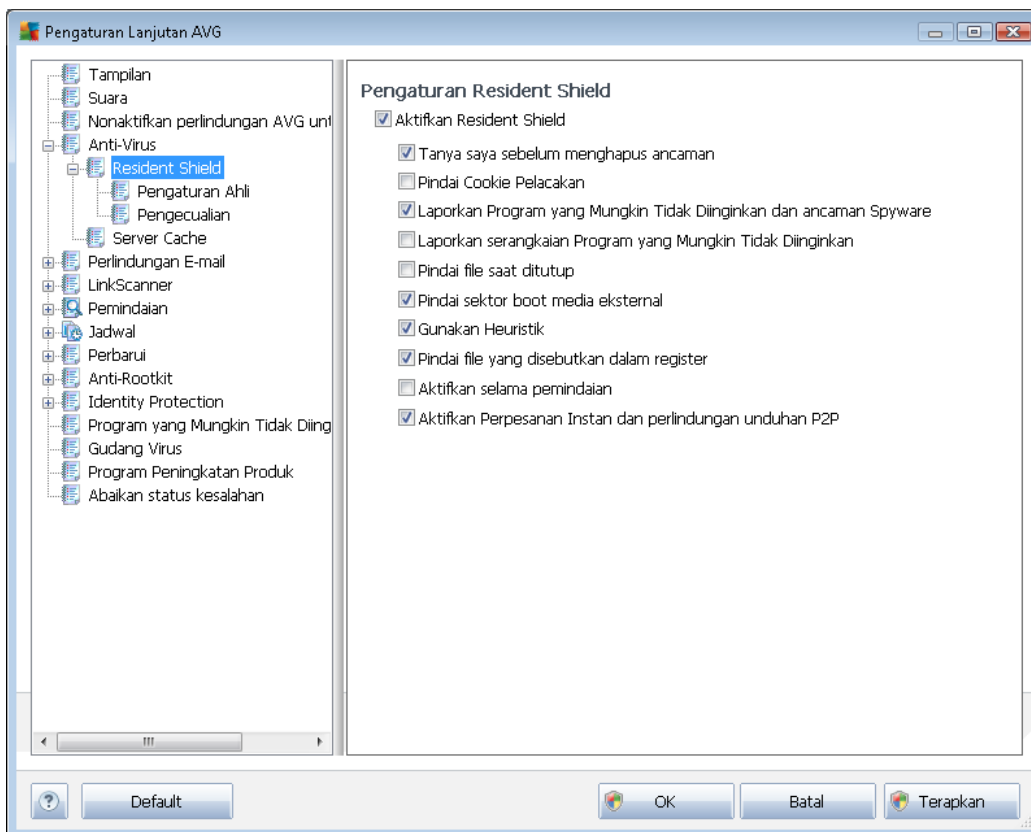 Pengaturan Lanjutan AVG
Tampilan
Suara
Nonaktifkan perlindungan AVG unt
Anti-Virus
Resident Shield
Pengaturan Ahli
Pengecualian
Server Cache
Perlindungan E-mail
LinkScanner
Pemindaian
Jadwal
Perbarui
Anti-Rootkit
Identity Protection
Program yang Mungkin Tidak Diing
Gudang Virus
Program Peningkatan Produk
Abaikan status kesalahan
Pengaturan Resident Shield
Aktifkan Resident Shield
Tanya saya sebelum menghapus ancaman
Pindai Cookie Pelacakan
Laporkan Program yang Mungkin Tidak Diinginkan dan ancaman Spyware
Laporkan serangkaian Program yang Mungkin Tidak Diinginkan
Pindai file saat ditutup
Pindai sektor boot media eksternal
Gunakan Heuristik
Pindai file yang disebutkan dalam register
Aktifkan selama pemindaian
Aktifkan Perpesanan Instan dan perlindungan unduhan P2P
? Default OK Batal Terapkan